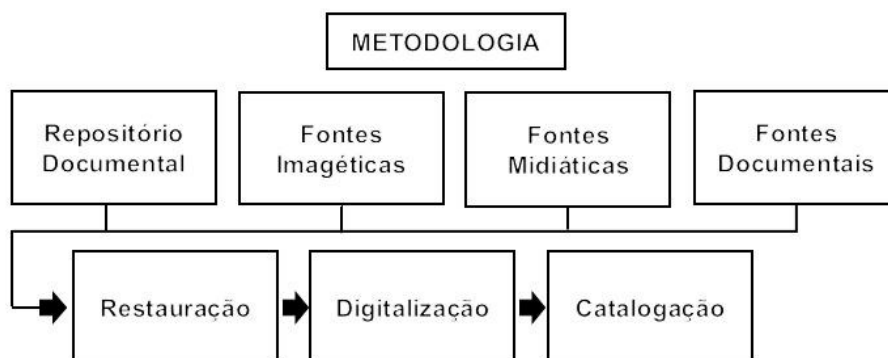 METODOLOGIA
Repositório
Documental
Fontes
Imagéticas
Fontes
Midiáticas
Fontes
Documentais
Restauração
Digitalização
Catalogação